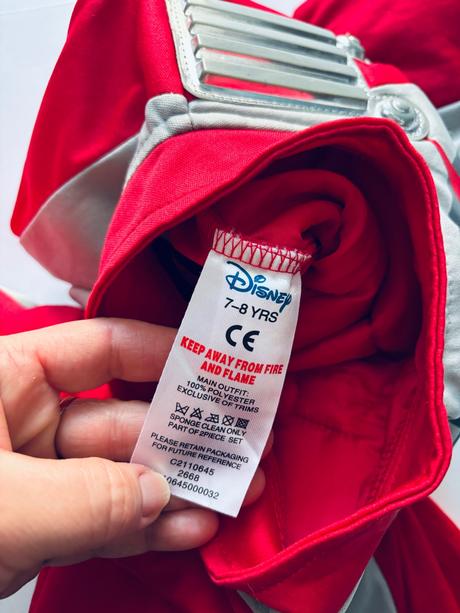 Disney
7-8 YRS
CE
KEEP AWAY FROM FIRE
AND FLAME
MAIN OUTFIT:
100% POLYESTER
EXCLUSIVE OF TRIMS
SPONGE CLEAN ONLY
PART OF 2PIECE SET
PLEASE RETAIN PACKAGING
FOR FUTURE REFERENCE
C2110645
2668
0645000032